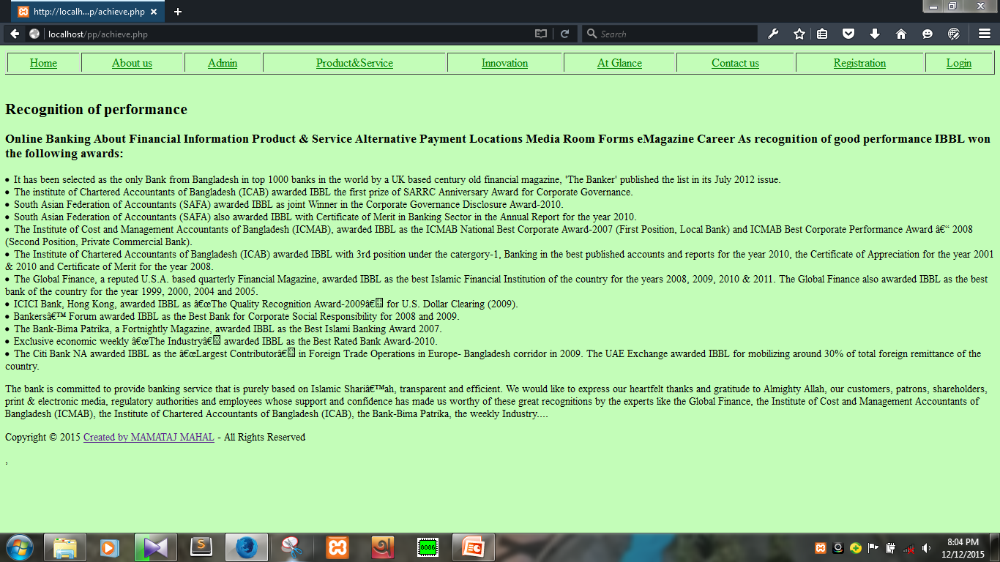 http://localh...p/achieve.php
localhost/pp/achieve.php
Search
Home About us Admin Product&Service Innovation At Glance Contact us Registration Login
Recognition of performance
Online Banking About Financial Information Product & Service Alternative Payment Locations Media Room Forms eMagazine Career As recognition of good performance IBBL won
the following awards:
• It has been selected as the only Bank from Bangladesh in top 1000 banks in the world by a UK based century old financial magazine, 'The Banker' published the list in its July 2012 issue.
• The institute of Chartered Accountants of Bangladesh (ICAB) awarded IBBL the first prize of SARRC Anniversary Award for Corporate Governance.
• South Asian Federation of Accountants (SAFA) awarded IBBL as joint Winner in the Corporate Governance Disclosure Award-2010.
• South Asian Federation of Accountants (SAFA) also awarded IBBL with Certificate of Merit in Banking Sector in the Annual Report for the year 2010.
• The Institute of Cost and Management Accountants of Bangladesh (ICMAB), awarded IBBL as the ICMAB National Best Corporate Award-2007 (First Position, Local Bank) and ICMAB Best Corporate Performance Award â€“ 2008
(Second Position, Private Commercial Bank).
• The Institute of Chartered Accountants of Bangladesh (ICAB) awarded IBBL with 3rd position under the catergory-1, Banking in the best published accounts and reports for the year 2010, the Certificate of Appreciation for the year 2001
& 2010 and Certificate of Merit for the year 2008.
• The Global Finance, a reputed U.S.A. based quarterly Financial Magazine, awarded IBBL as the best Islamic Financial Institution of the country for the years 2008, 2009, 2010 & 2011. The Global Finance also awarded IBBL as the best
bank of the country for the year 1999, 2000, 2004 and 2005.
• ICICI Bank, Hong Kong, awarded IBBL as â€œThe Quality Recognition Award-2009â€ for U.S. Dollar Clearing (2009).
• Bankersâ€™ Forum awarded IBBL as the Best Bank for Corporate Social Responsibility for 2008 and 2009.
• The Bank-Bima Patrika, a Fortnightly Magazine, awarded IBBL as the Best Islami Banking Award 2007.
• Exclusive economic weekly â€œThe Industryâ€ awarded IBBL as the Best Rated Bank Award-2010.
• The Citi Bank NA awarded IBBL as the â€œLargest Contributorâ€ in Foreign Trade Operations in Europe- Bangladesh corridor in 2009. The UAE Exchange awarded IBBL for mobilizing around 30% of total foreign remittance of the
country.
The bank is committed to provide banking service that is purely based on Islamic Shariâ€™ah, transparent and efficient. We would like to express our heartfelt thanks and gratitude to Almighty Allah, our customers, patrons, shareholders,
print & electronic media, regulatory authorities and employees whose support and confidence has made us worthy of these great recognitions by the experts like the Global Finance, the Institute of Cost and Management Accountants of
Bangladesh (ICMAB), the Institute of Chartered Accountants of Bangladesh (ICAB), the Bank-Bima Patrika, the weekly Industry....
Copyright © 2015 Created by MAMATAJ MAHAL - All Rights Reserved
,
8086
8:04 PM
12/12/2015